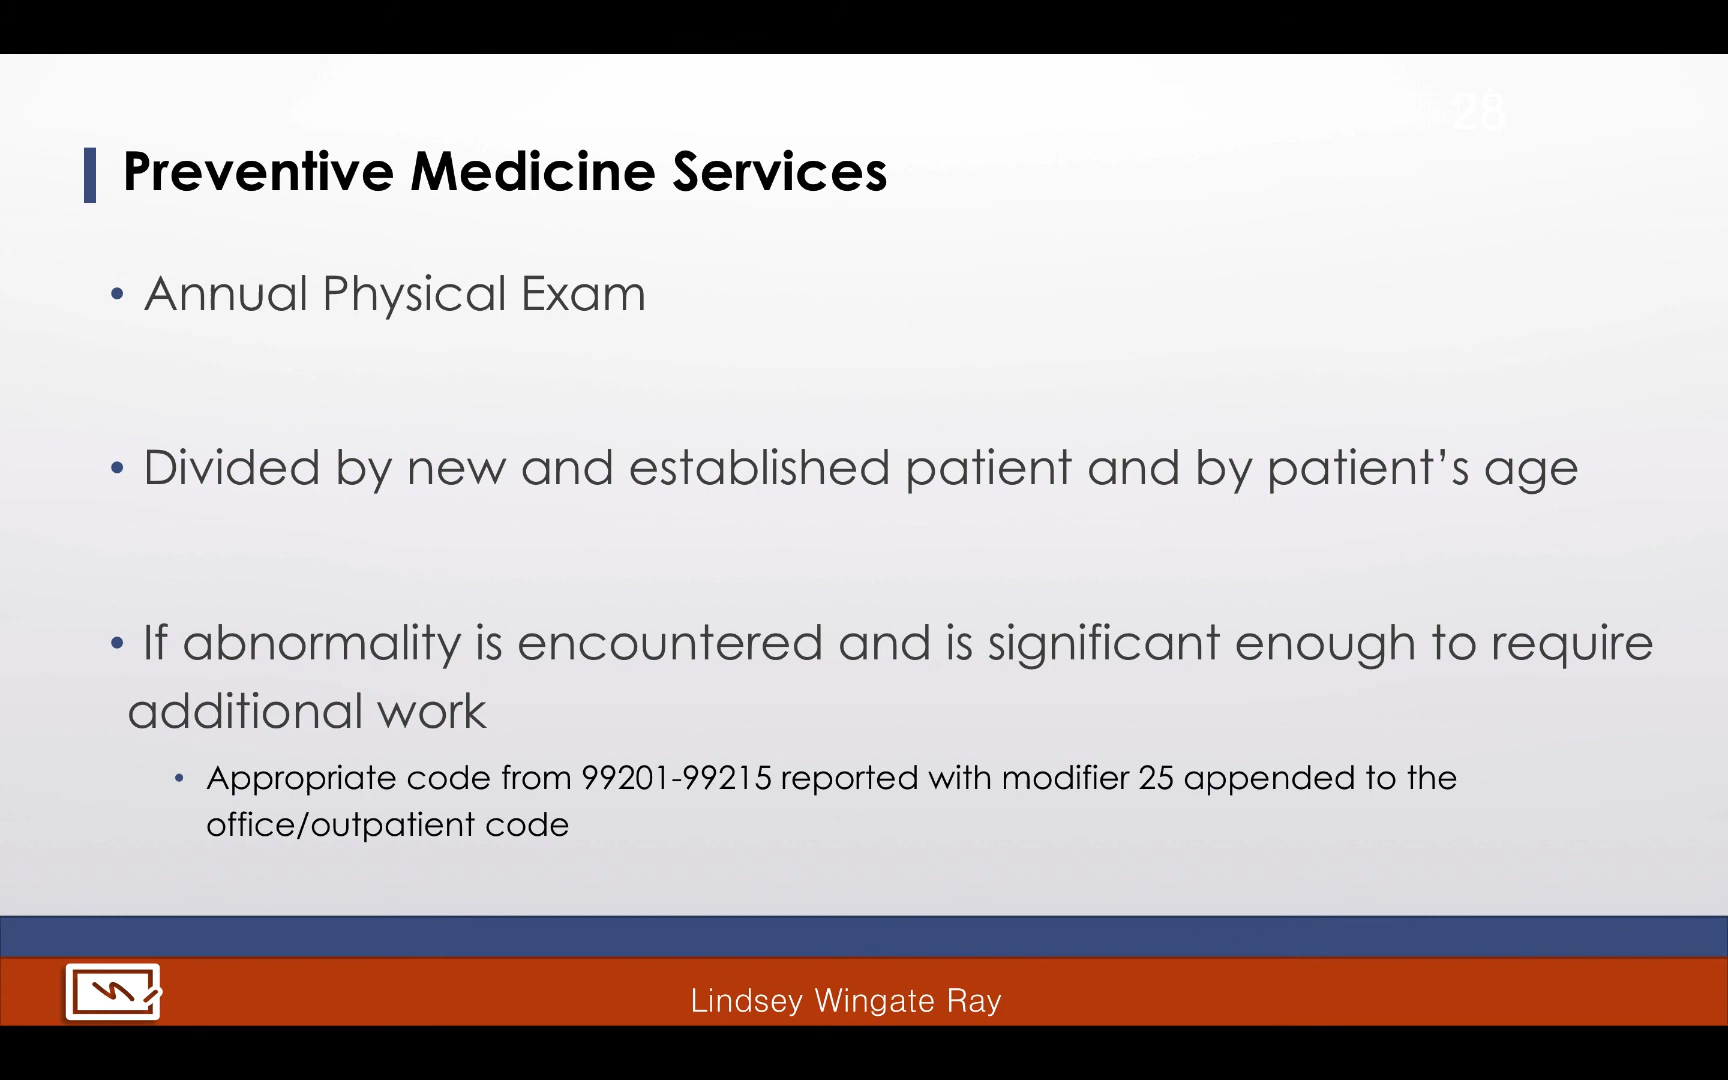 28
Preventive Medicine Services
• Annual Physical Exam
• Divided by new and established patient and by patient’s age
• If abnormality is encountered and is significant enough to require
additional work
• Appropriate code from 99201-99215 reported with modifier 25 appended to the
office/outpatient code
Lindsey Wingate Ray